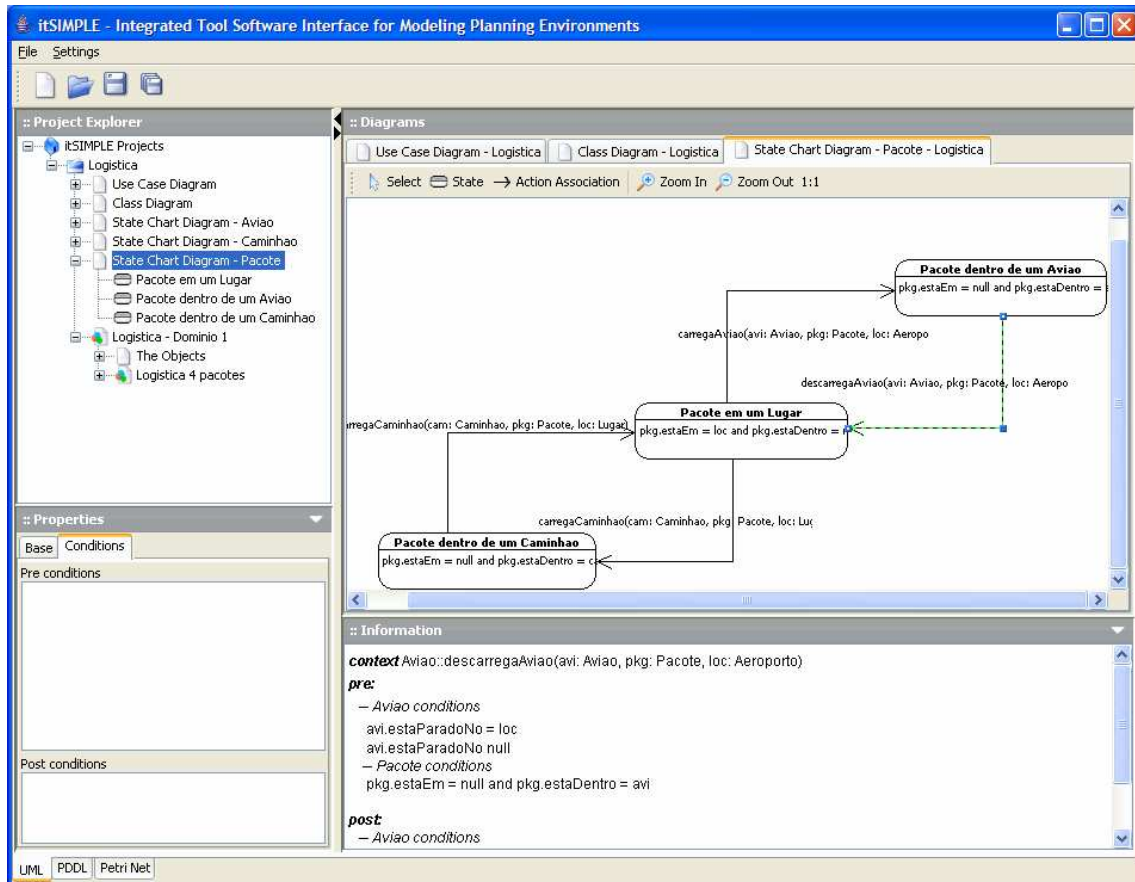 itSIMPLE - Integrated Tool Software Interface for Modeling Planning Environments
File Settings
:: Project Explorer
itSIMPLE Projects
Logistica
Use Case Diagram
Class Diagram
State Chart Diagram - Aviao
State Chart Diagram - Caminhao
State Chart Diagram - Pacote
Pacote em um Lugar
Pacote dentro de um Aviao
Pacote dentro de um Caminhao
Logistica - Dominio 1
The Objects
Logistica 4 pacotes
:: Properties
Base Conditions
Pre conditions
Post conditions
:: Diagrams
Use Case Diagram - Logistica Class Diagram - Logistica State Chart Diagram - Pacote - Logistica
Select State Action Association Zoom In Zoom Out 1:1
Pacote dentro de um Aviao
pkg.estaEm = null and pkg.estaDentro =
carregaAviao(avi: Aviao, pkg: Pacote, loc: Aeropo
descarregaAviao(avi: Aviao, pkg: Pacote, loc: Aeropo
Pacote em um Lugar
pkg.estaEm = loc and pkg.estaDentro =
rregaCaminhao(cam: Caminhao, pkg: Pacote, loc: Lugar)
carregaCaminhao(cam: Caminhao, pkg: Pacote, loc: Lug
Pacote dentro de um Caminhao
pkg.estaEm = null and pkg.estaDentro = c
:: Information
context Aviao::descarregaAviao(avi: Aviao, pkg: Pacote, loc: Aeroporto)
pre:
– Aviao conditions
avi.estaParadoNo = loc
avi.estaParadoNo null
– Pacote conditions
pkg.estaEm = null and pkg.estaDentro = avi
post:
– Aviao conditions
UML PDDL Petri Net